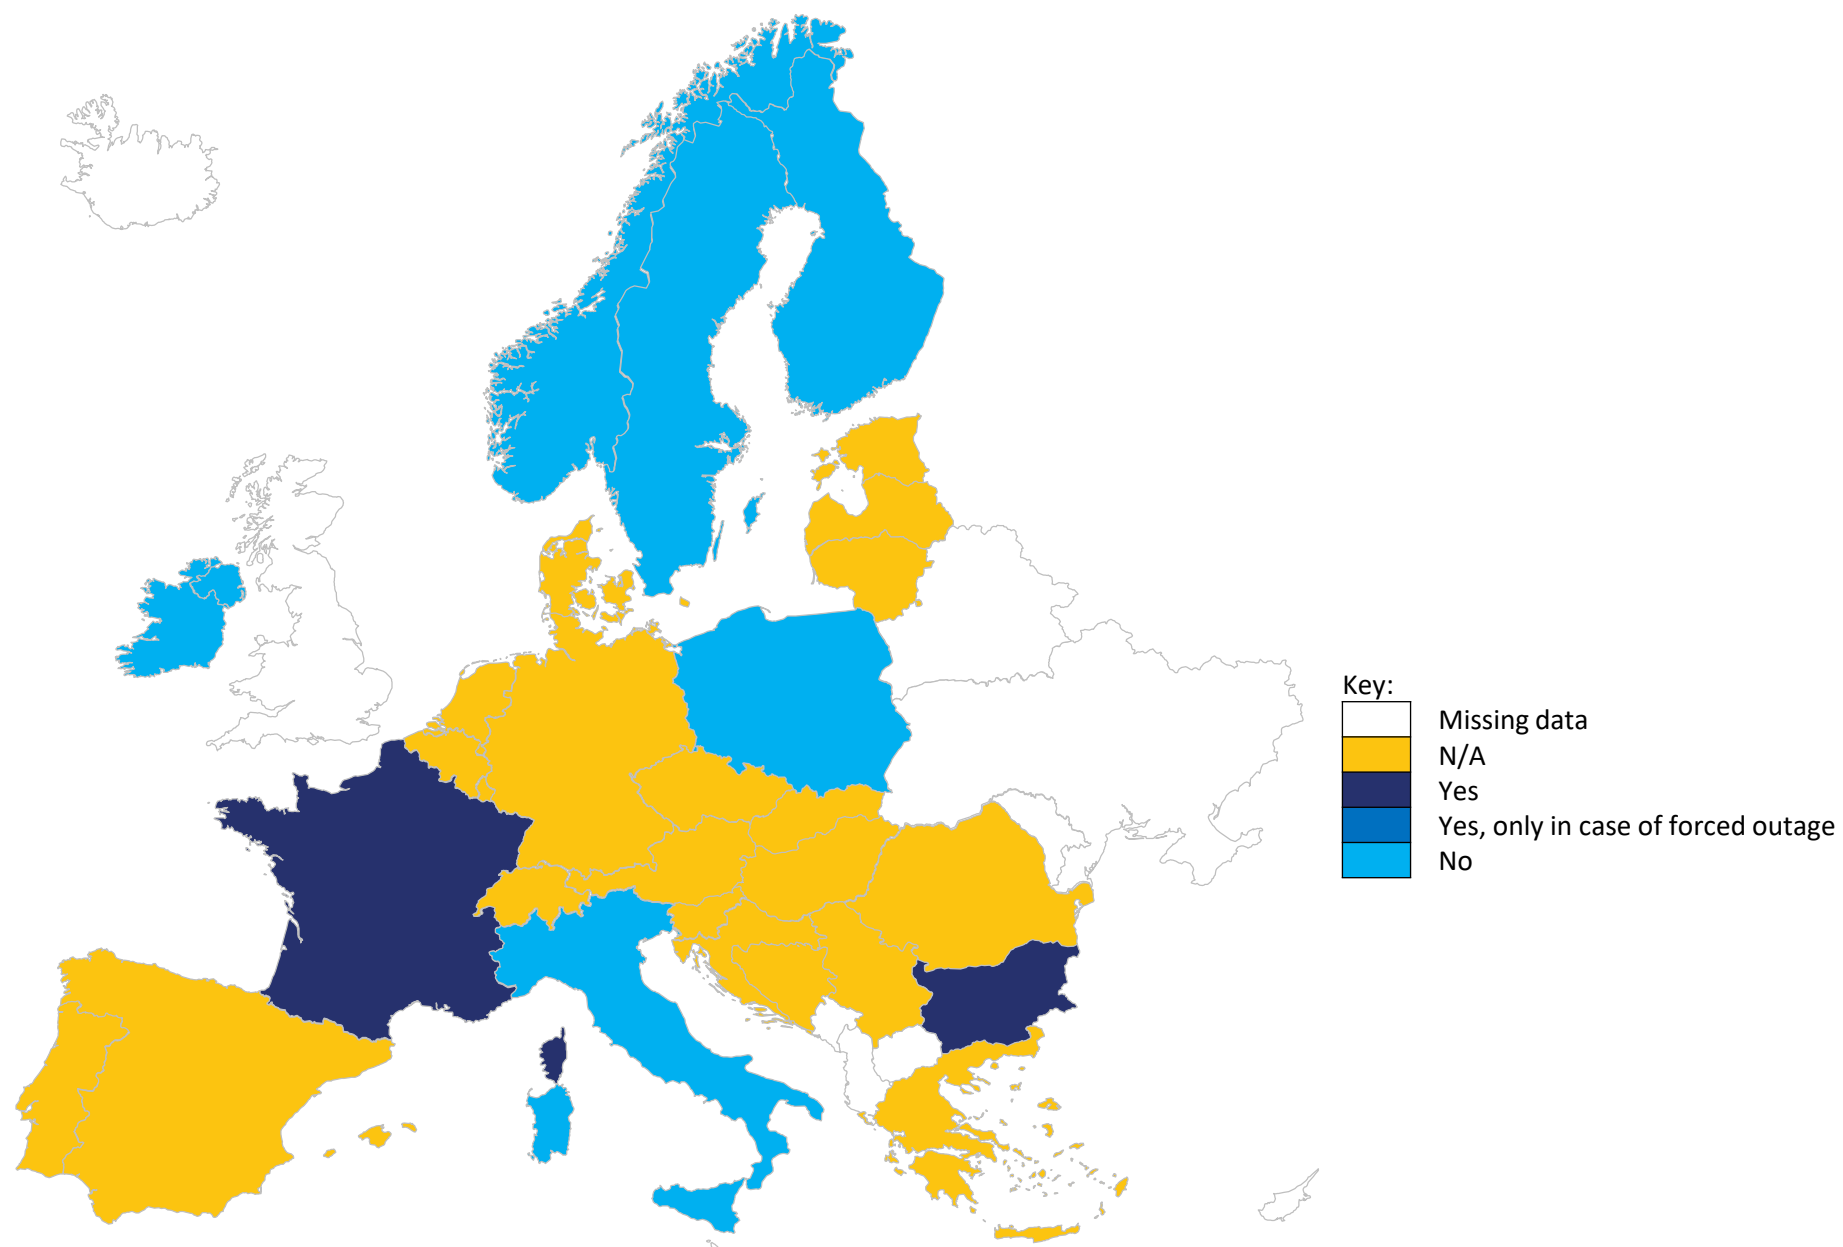 Key:
Missing data
N/A
Yes
Yes, only in case of forced outage
No